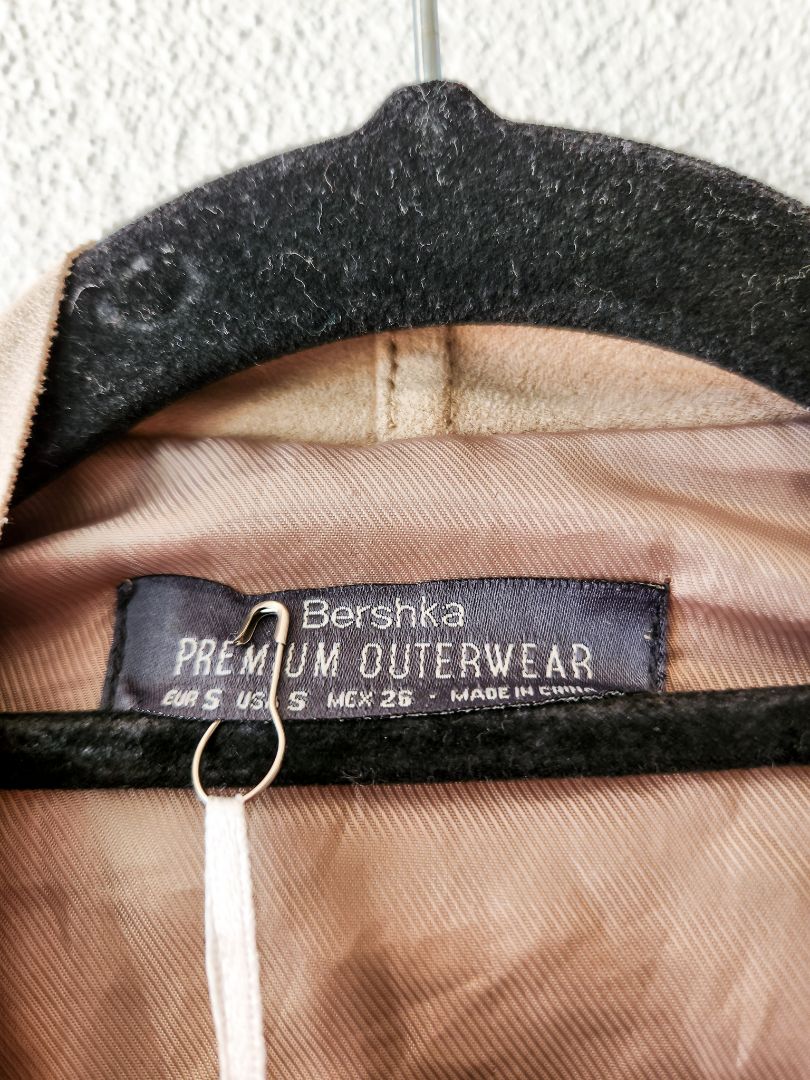 Bershka
PREMIUM OUTERWEAR
EUR S USA S MEX 26 - MADE IN CHINA